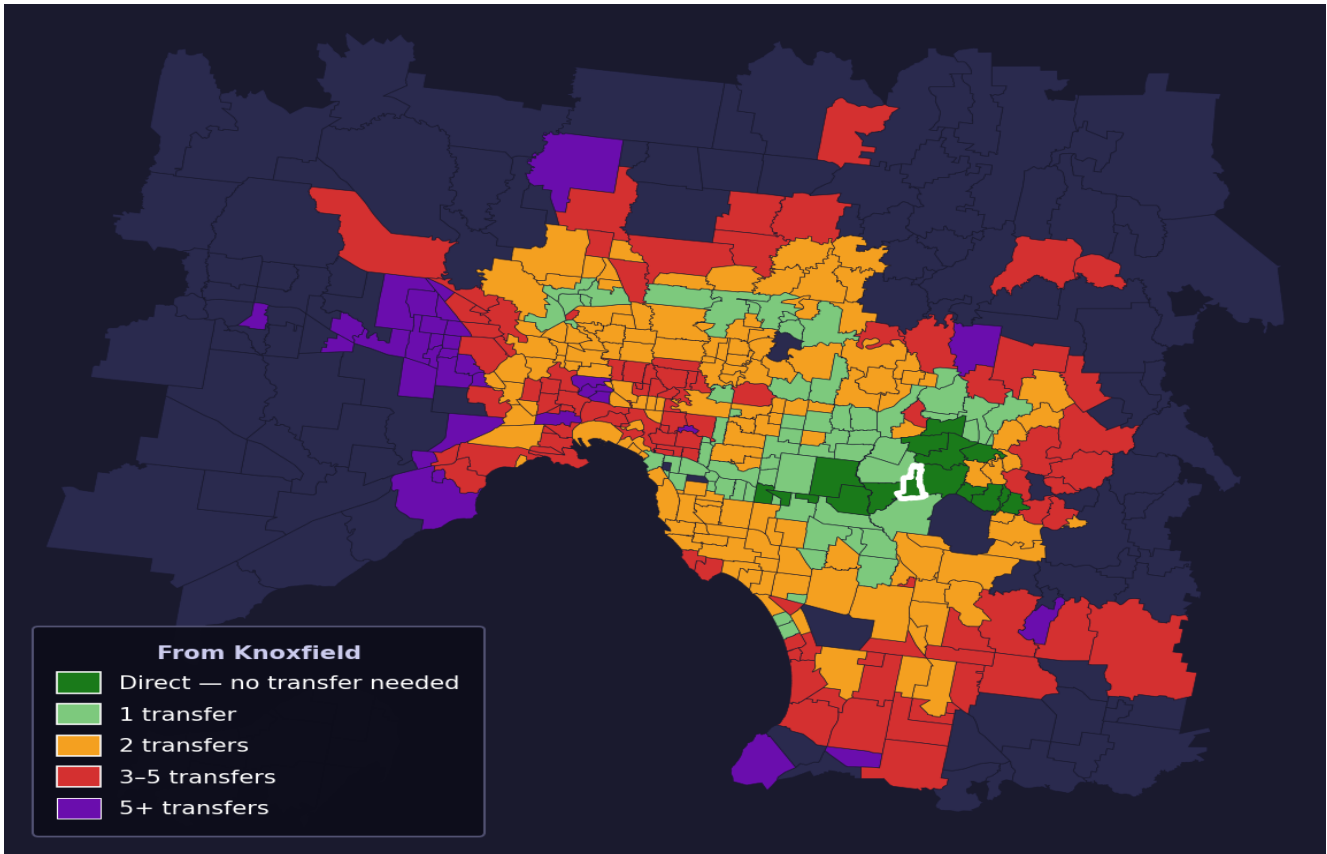 From Knoxfield
Direct — no transfer needed
1 transfer
2 transfers
3–5 transfers
5+ transfers